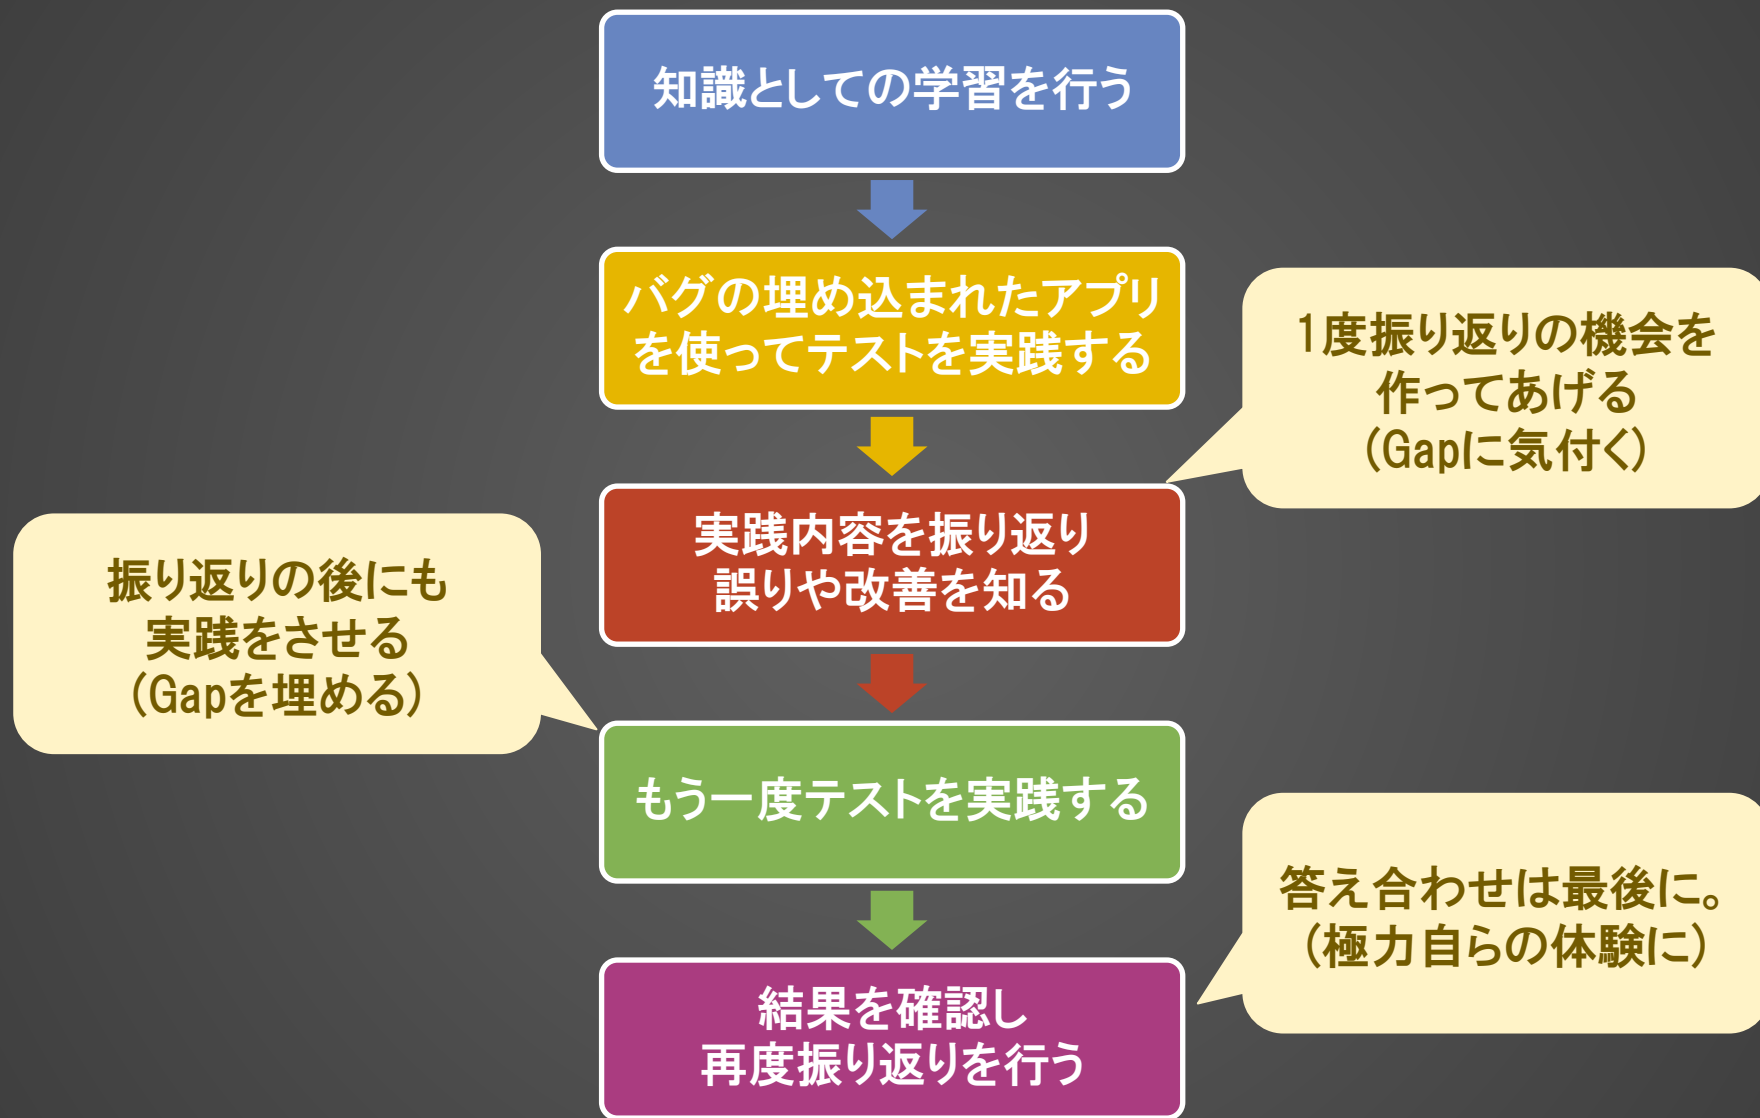 知識としての学習を行う
バグの埋め込まれたアプリ
を使ってテストを実践する
1度振り返りの機会を
作ってあげる
(Gapに気付く)
実践内容を振り返り
誤りや改善を知る
振り返りの後にも
実践をさせる
(Gapを埋める)
もう一度テストを実践する
答え合わせは最後に。
(極力自らの体験に)
結果を確認し
再度振り返りを行う